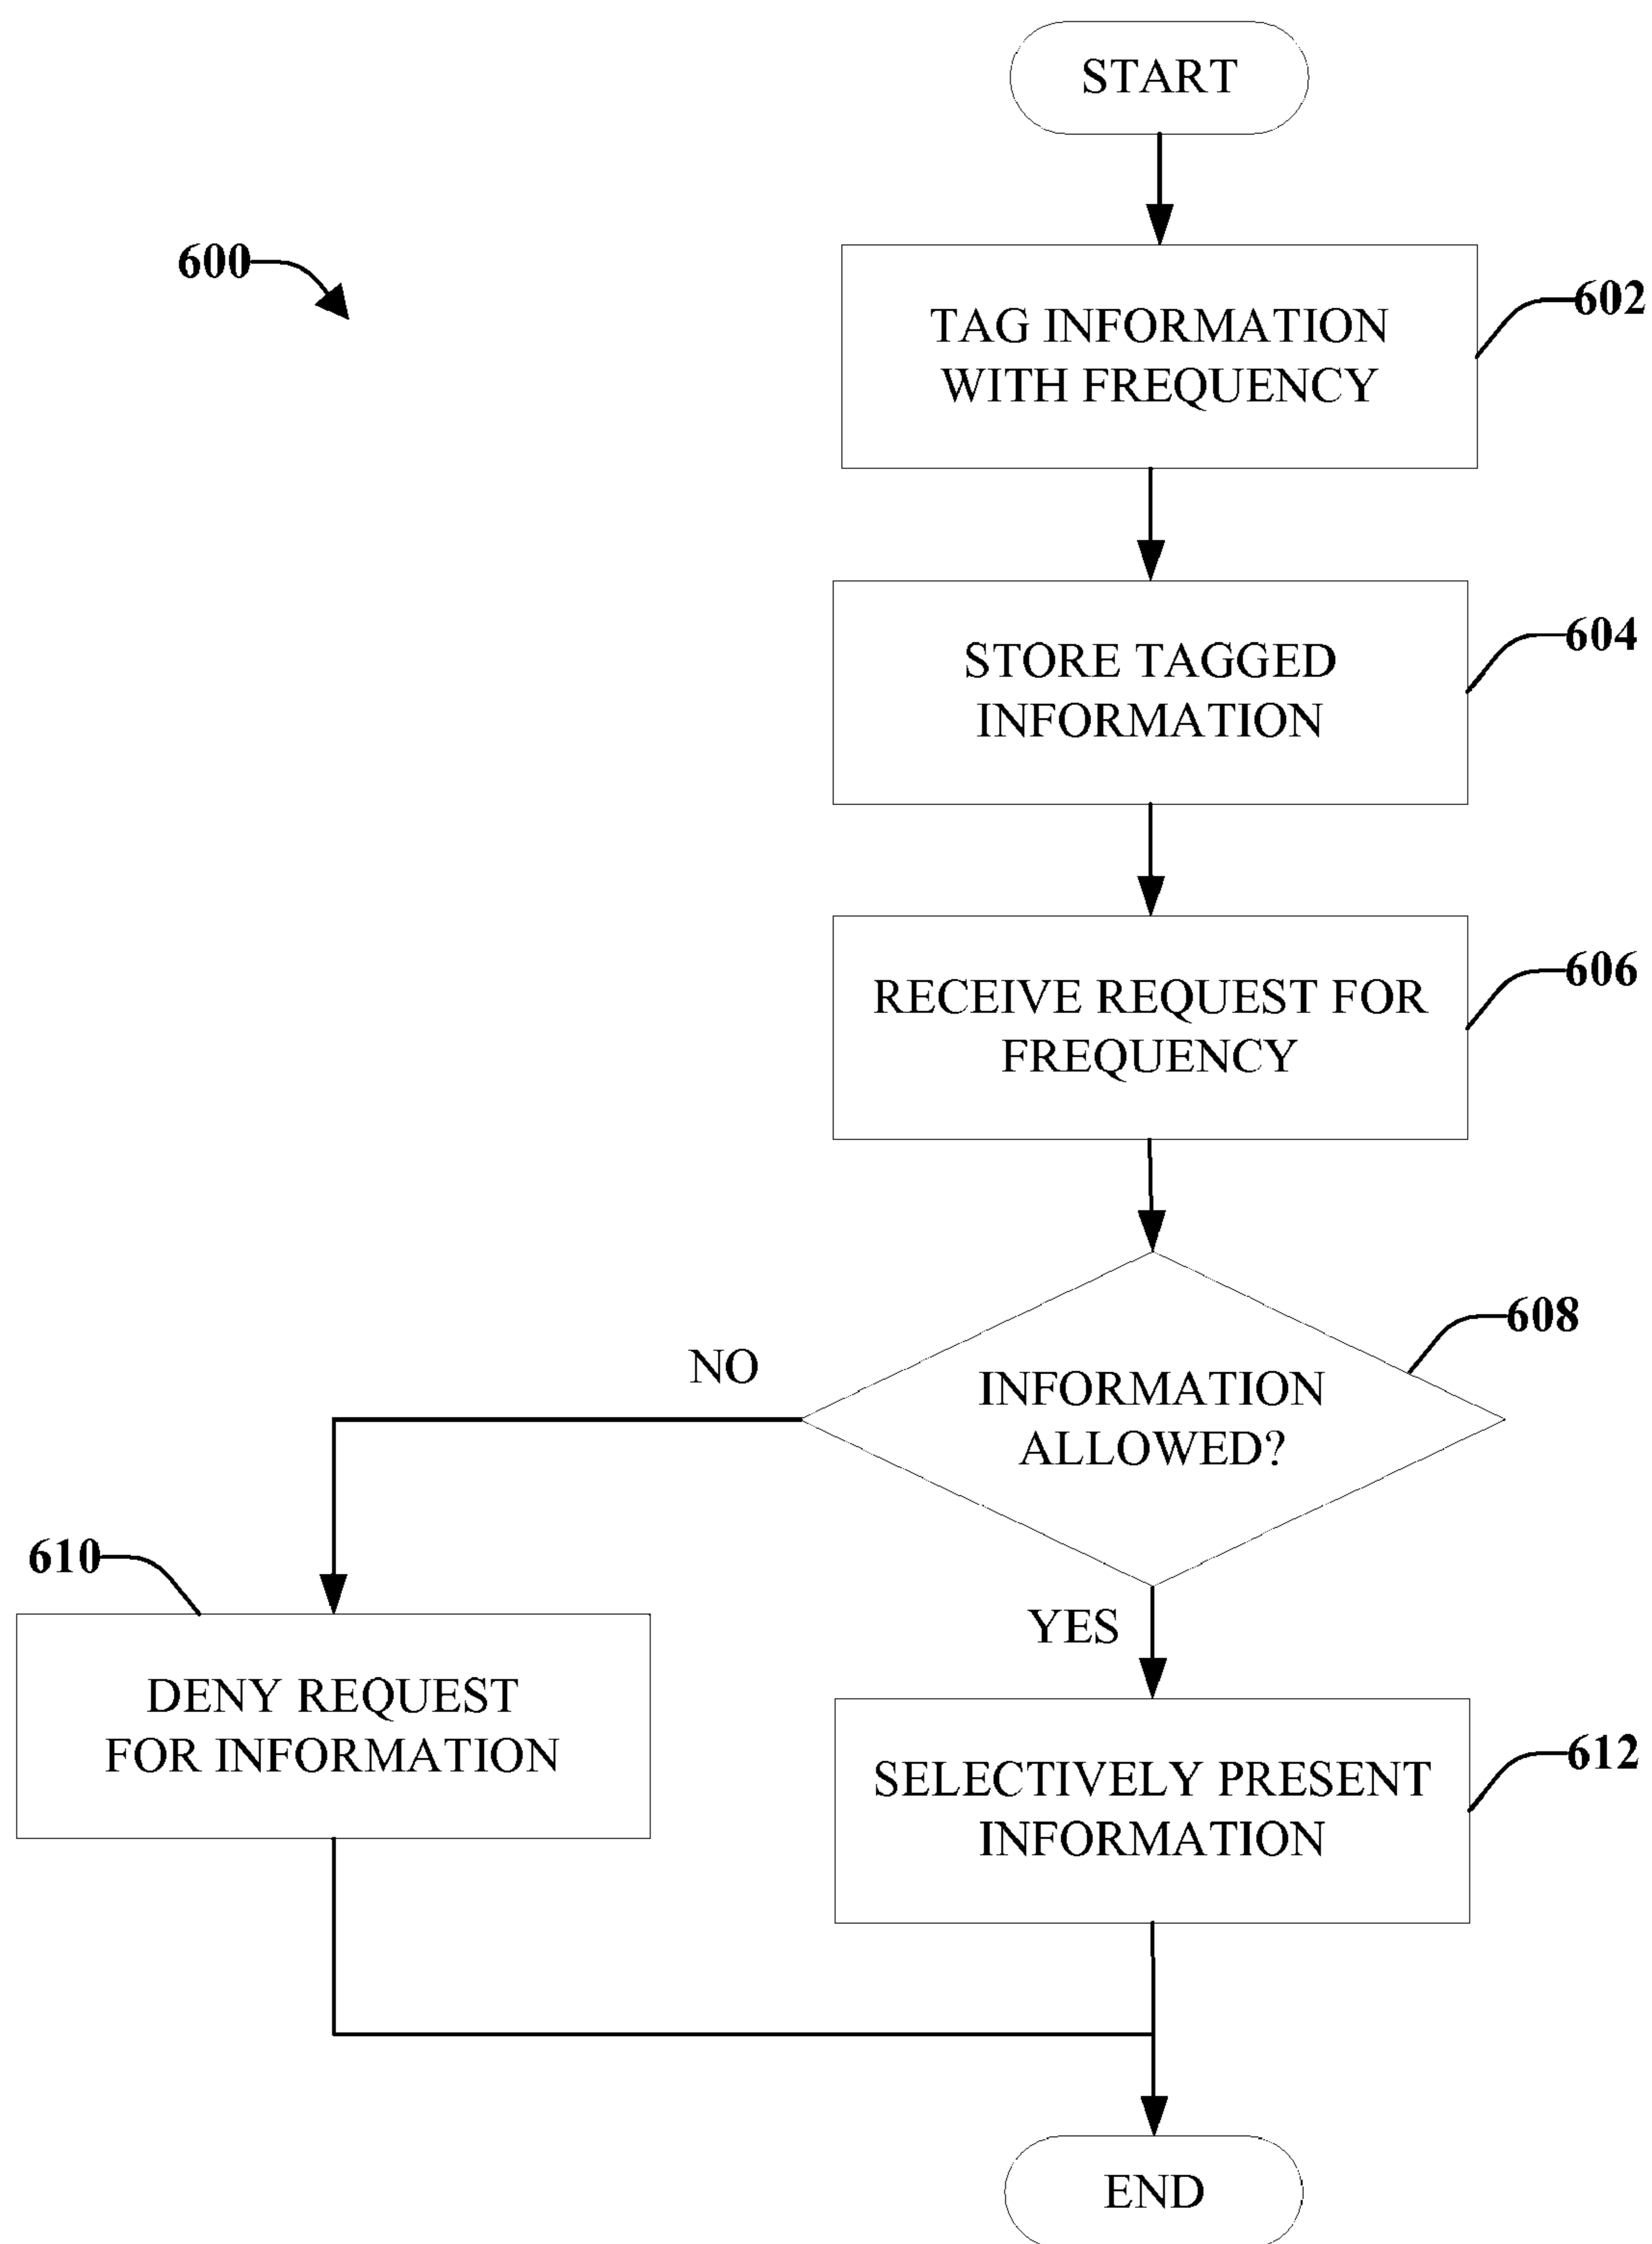 START
600
602
TAG INFORMATION
WITH FREQUENCY
604
STORE TAGGED
INFORMATION
606
RECEIVE REQUEST FOR
FREQUENCY
608
INFORMATION
ALLOWED?
NO
YES
610
DENY REQUEST
FOR INFORMATION
612
SELECTIVELY PRESENT
INFORMATION
END